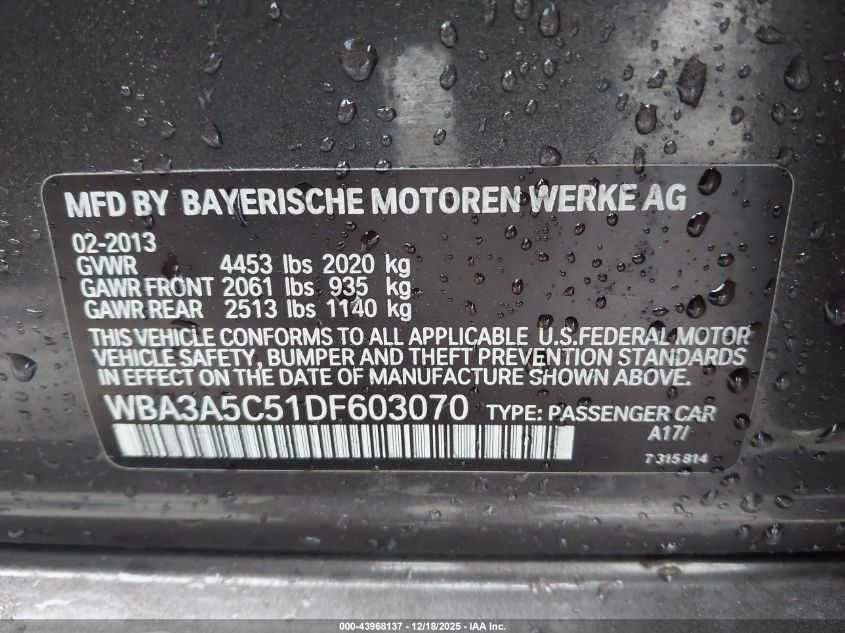 MFD BY BAYERISCHE MOTOREN WERKE AG
02-2013
GVWR 4453 lbs 2020 kg
GAWR FRONT 2061 lbs 935 kg
GAWR REAR 2513 lbs 1140 kg
THIS VEHICLE CONFORMS TO ALL APPLICABLE U.S.FEDERAL MOTOR
VEHICLE SAFETY, BUMPER AND THEFT PREVENTION STANDARDS
IN EFFECT ON THE DATE OF MANUFACTURE SHOWN ABOVE.
WBA3A5C51DF603070 TYPE: PASSENGER CAR
A17/
7 315 814
000-43968137 - 12/18/2025 - IAA Inc.